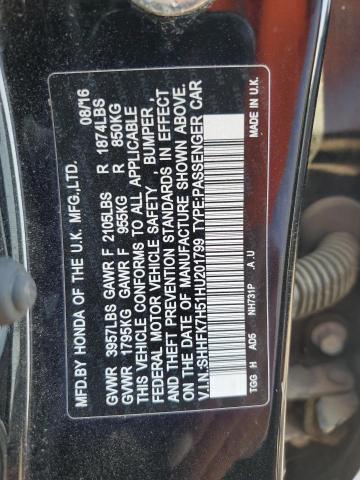 MFD.BY HONDA OF THE U.K. MFG.,LTD. 08/16
GVWR 3957LBS GAWR F 2105LBS R 1874LBS
GVWR 1795KG GAWR F 955KG R 850KG
THIS VEHICLE CONFORMS TO ALL APPLICABLE
FEDERAL MOTOR VEHICLE SAFETY , BUMPER ,
AND THEFT PREVENTION STANDARDS IN EFFECT
ON THE DATE OF MANUFACTURE SHOWN ABOVE.
V.I.N.:SHHFK7H51HU201799 TYPE:PASSENGER CAR
TGG H A05 NH731P A.U MADE IN U.K.